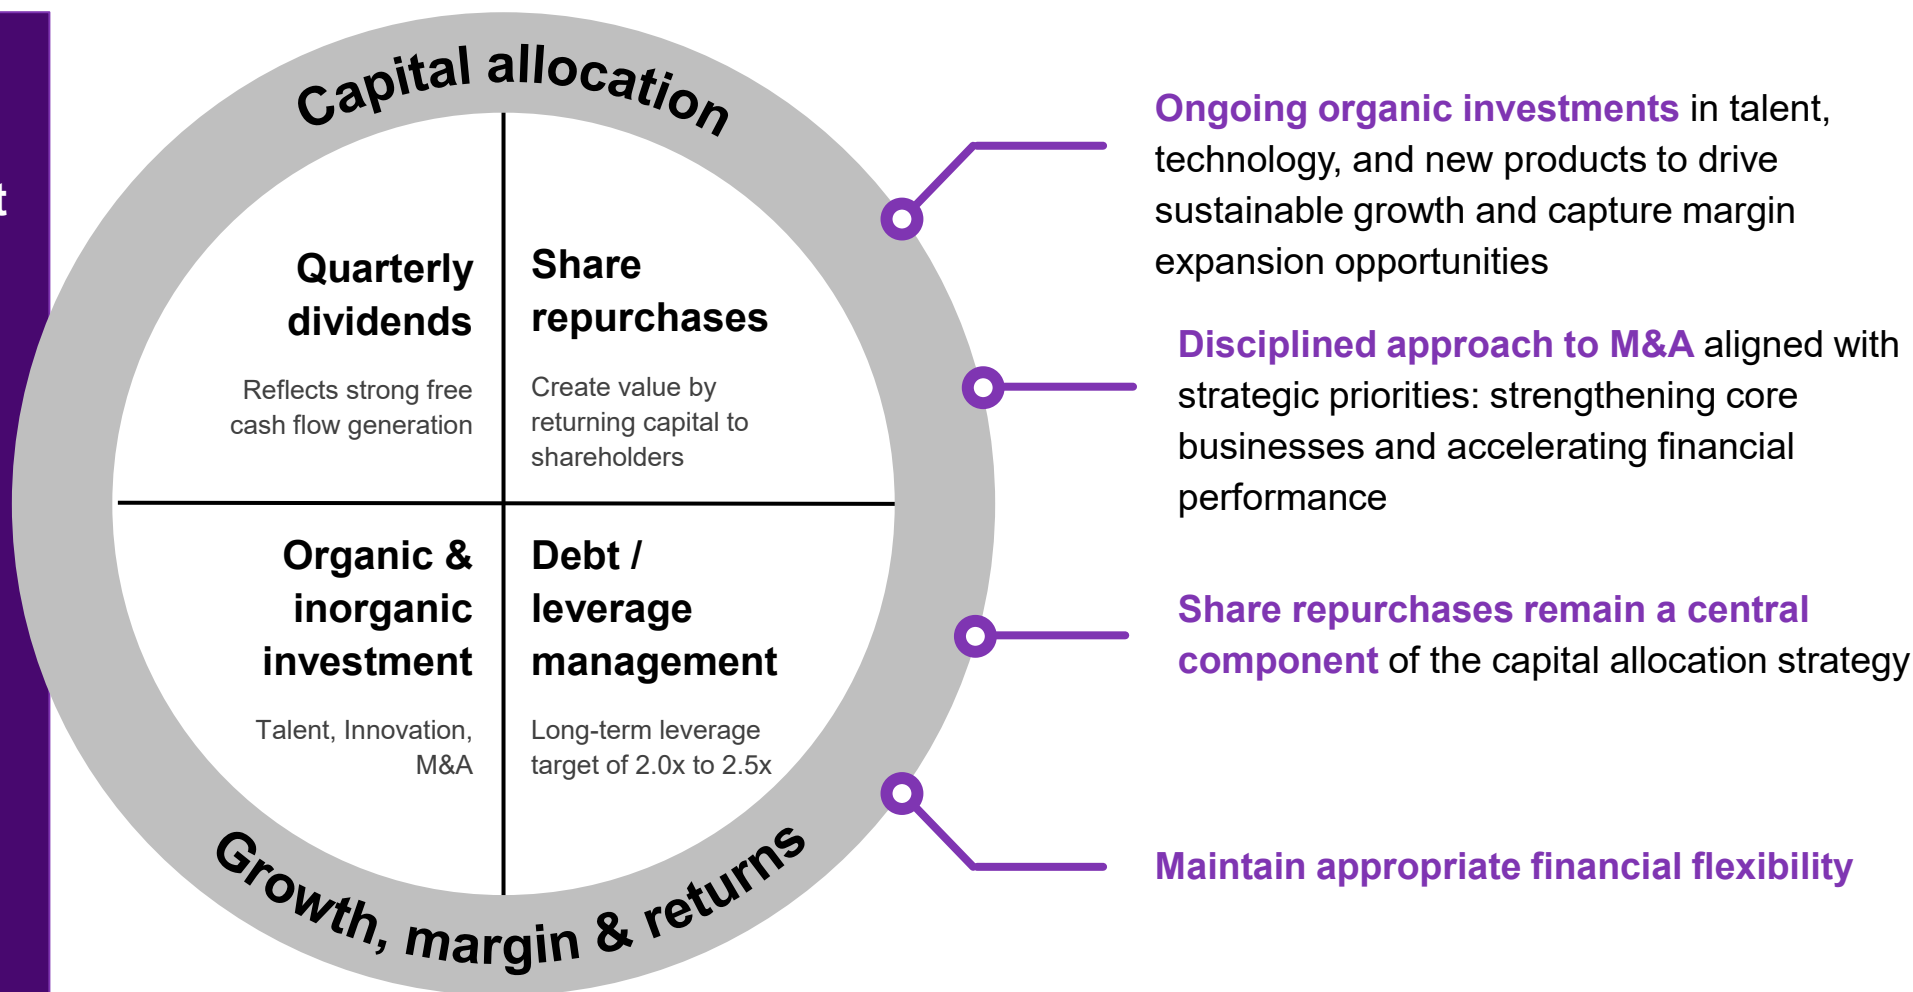 Capital allocation
Quarterly
dividends
Reflects strong free
cash flow generation
Share
repurchases
Create value by
returning capital to
shareholders
Organic &
inorganic
investment
Talent, Innovation,
M&A
Debt /
leverage
management
Long-term leverage
target of 2.0x to 2.5x
Growth, margin & returns
Ongoing organic investments in talent,
technology, and new products to drive
sustainable growth and capture margin
expansion opportunities
Disciplined approach to M&A aligned with
strategic priorities: strengthening core
businesses and accelerating financial
performance
Share repurchases remain a central
component of the capital allocation strategy
Maintain appropriate financial flexibility